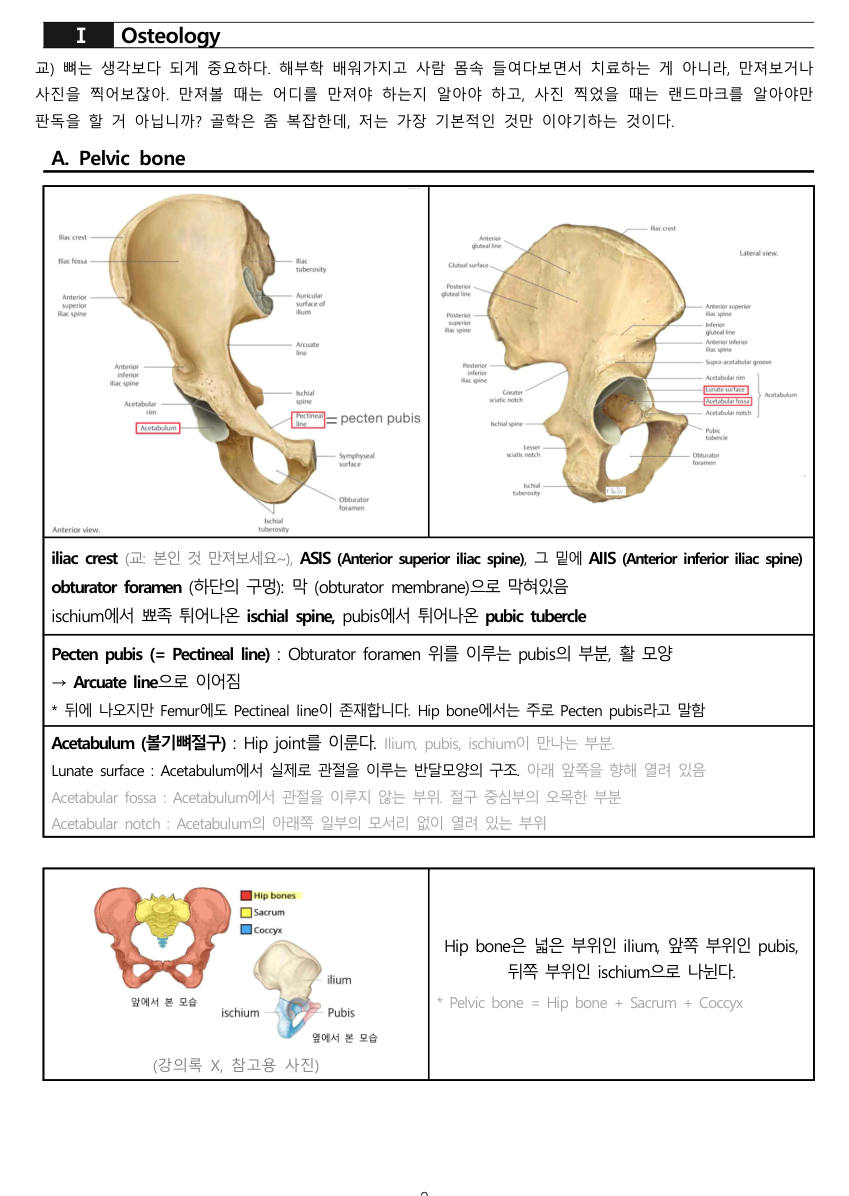 I Osteology
교) 뼈는 생각보다 되게 중요하다. 해부학 배워가지고 사람 몸속 들여다보면서 치료하는 게 아니라, 만져보거나
사진을 찍어보잖아. 만져볼 때는 어디를 만져야 하는지 알아야 하고, 사진 찍었을 때는 랜드마크를 알아야만
판독을 할 거 아닙니까? 골학은 좀 복잡한데, 저는 가장 기본적인 것만 이야기하는 것이다.
A. Pelvic bone
Iliac crest
Iliac fossa
Anterior
superior
iliac spine
Anterior
inferior
iliac spine
Acetabular
rim
Acetabulum
Iliac
tuberosity
Auricular
surface of
ilium
Arcuate
line
Ischial
spine
Pectineal
line
= pecten pubis
Symphyseal
surface
Obturator
foramen
Ischial
tuberosity
Anterior view.
Iliac crest
Lateral view.
Anterior
gluteal line
Gluteal surface
Posterior
gluteal line
Posterior
superior
iliac spine
Posterior
inferior
iliac spine
Greater
sciatic notch
Ischial spine
Lesser
sciatic notch
Ischial
tuberosity
Anterior superior
iliac spine
Inferior
gluteal line
Anterior inferior
iliac spine
Supra-acetabular groove
Acetabular rim
Lunate surface
Acetabular fossa
Acetabular notch
Acetabulum
Pubic
tubercle
Obturator
foramen
iliac crest (교: 본인 것 만져보세요~), ASIS (Anterior superior iliac spine), 그 밑에 AIIS (Anterior inferior iliac spine)
obturator foramen (하단의 구멍): 막 (obturator membrane)으로 막혀있음
ischium에서 뾰족 튀어나온 ischial spine, pubis에서 튀어나온 pubic tubercle
Pecten pubis (= Pectineal line) : Obturator foramen 위를 이루는 pubis의 부분, 활 모양
→ Arcuate line으로 이어짐
* 뒤에 나오지만 Femur에도 Pectineal line이 존재합니다. Hip bone에서는 주로 Pecten pubis라고 말함
Acetabulum (볼기뼈절구) : Hip joint를 이룬다. Ilium, pubis, ischium이 만나는 부분.
Lunate surface : Acetabulum에서 실제로 관절을 이루는 반달모양의 구조. 아래 앞쪽을 향해 열려 있음
Acetabular fossa : Acetabulum에서 관절을 이루지 않는 부위. 절구 중심부의 오목한 부분
Acetabular notch : Acetabulum의 아래쪽 일부의 모서리 없이 열려 있는 부위
Hip bones
Sacrum
Coccyx
앞에서 본 모습
ilium
ischium
Pubis
옆에서 본 모습
(강의록 X, 참고용 사진)
Hip bone은 넓은 부위인 ilium, 앞쪽 부위인 pubis,
뒤쪽 부위인 ischium으로 나뉜다.
* Pelvic bone = Hip bone + Sacrum + Coccyx